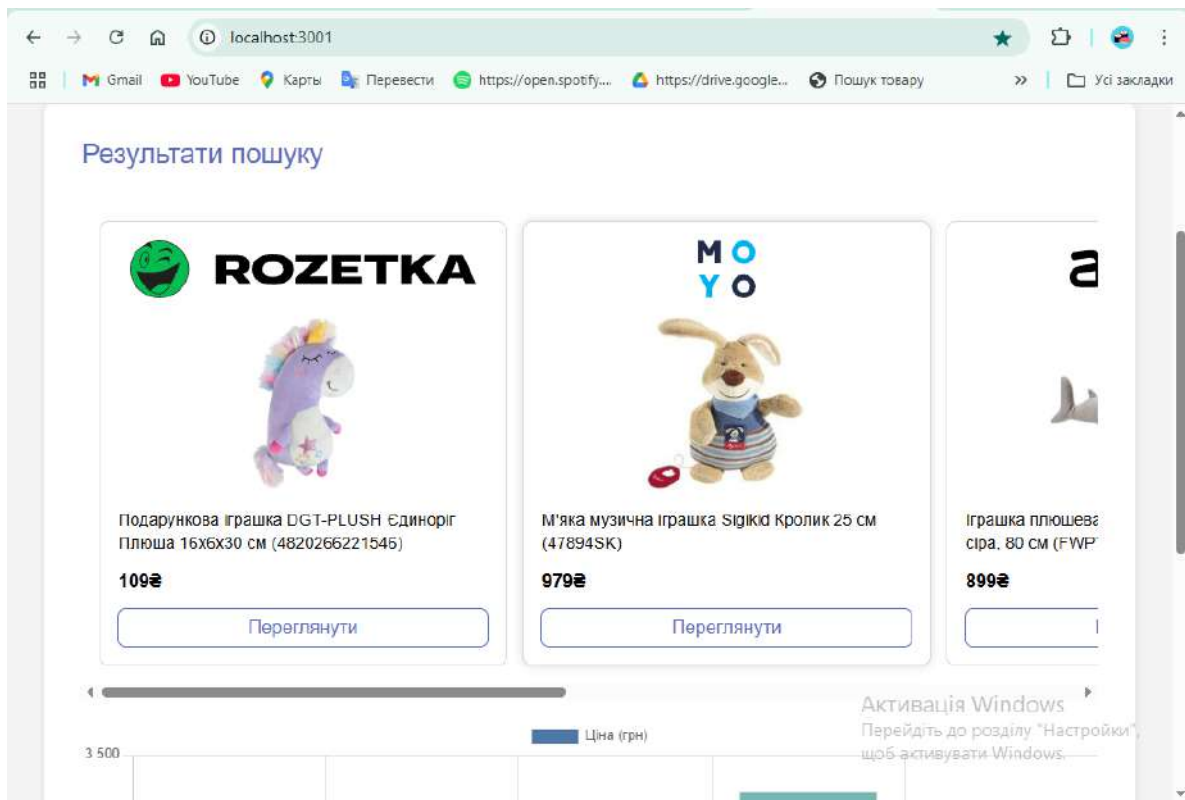 localhost:3001
Gmail YouTube Карты Перевести https://open.spotify.... https://drive.google... Пошук товару » Усі закладки
Результати пошуку
ROZETKA
MO
YO
a
Подарункова іграшка DGT-PLUSH Єдиноріг
Плюша 16x6x30 см (4820266221546)
109₴
Переглянути
М'яка музична іграшка Sigikid Кролик 25 см
(47894SK)
979₴
Переглянути
Іграшка плюшева
сіра, 80 см (FWP
899₴
Ціна (грн)
3 500
Активація Windows
Перейдіть до розділу "Настройки",
щоб активувати Windows.